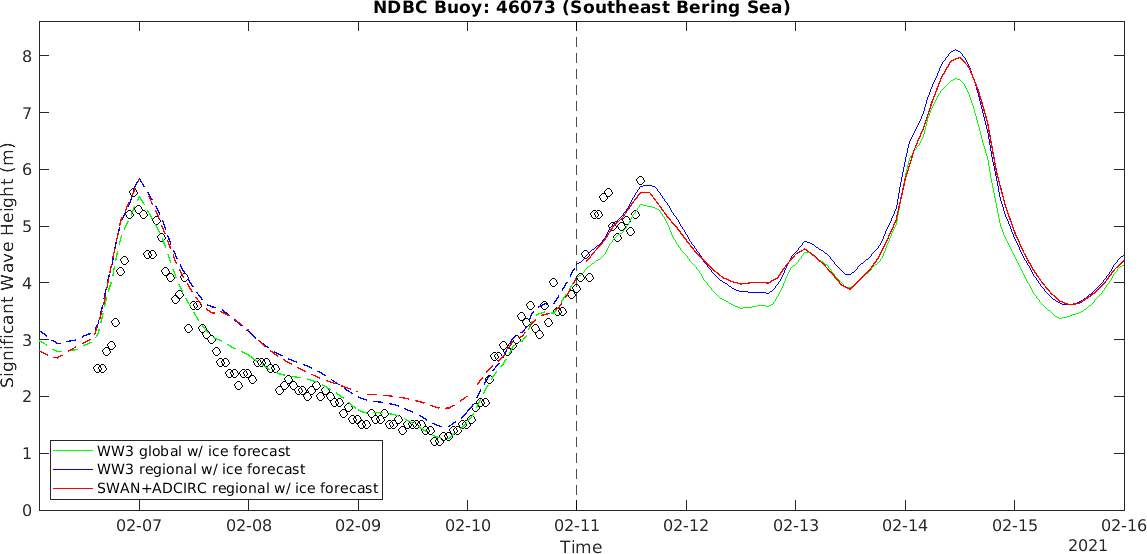 NDBC Buoy: 46073 (Southeast Bering Sea)
Significant Wave Height (m)
8
7
6
5
4
3
2
1
0
WW3 global w/ ice forecast
WW3 regional w/ ice forecast
SWAN+ADCIRC regional w/ ice forecast
02-07 02-08 02-09 02-10 02-11 02-12 02-13 02-14 02-15 02-16
Time
2021